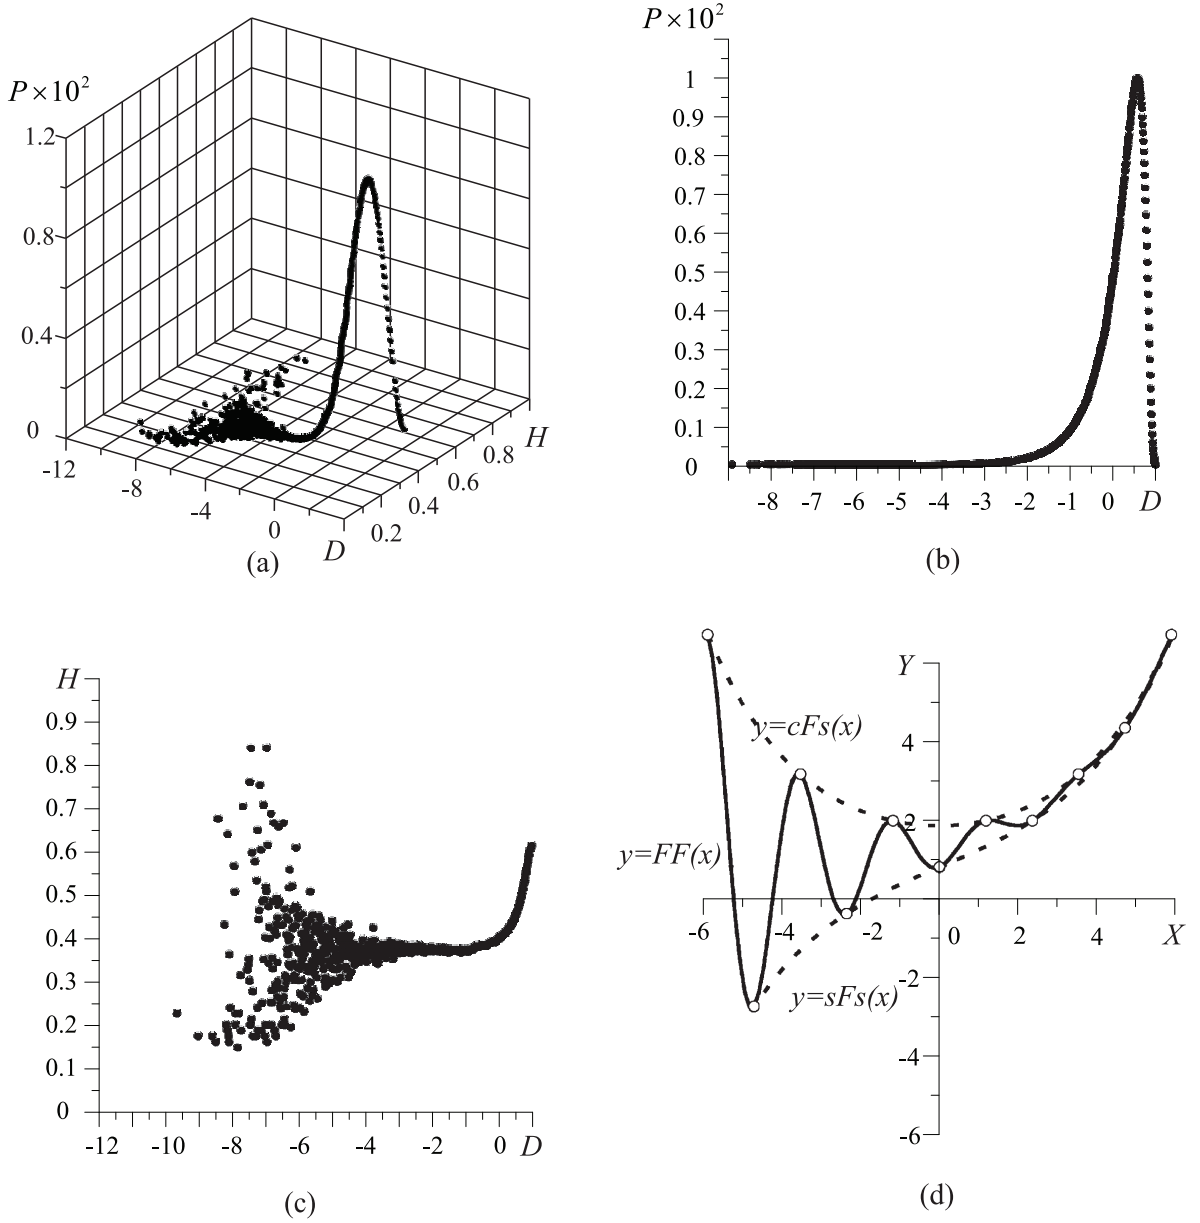 P×10²
1.2
0.8
0.4
0
-12
-8
-4
0
D
0.2
0.4
0.6
0.8
H
(a)
P×10²
1
0.9
0.8
0.7
0.6
0.5
0.4
0.3
0.2
0.1
0
-8 -7 -6 -5 -4 -3 -2 -1 0 D
(b)
H
0.9
0.8
0.7
0.6
0.5
0.4
0.3
0.2
0.1
0
-12 -10 -8 -6 -4 -2 0 D
(c)
Y
y=cFs(x)
4
2
y=FF(x)
-6 -4 -2 0 2 4 X
y=sFs(x)
-2
-4
-6
(d)